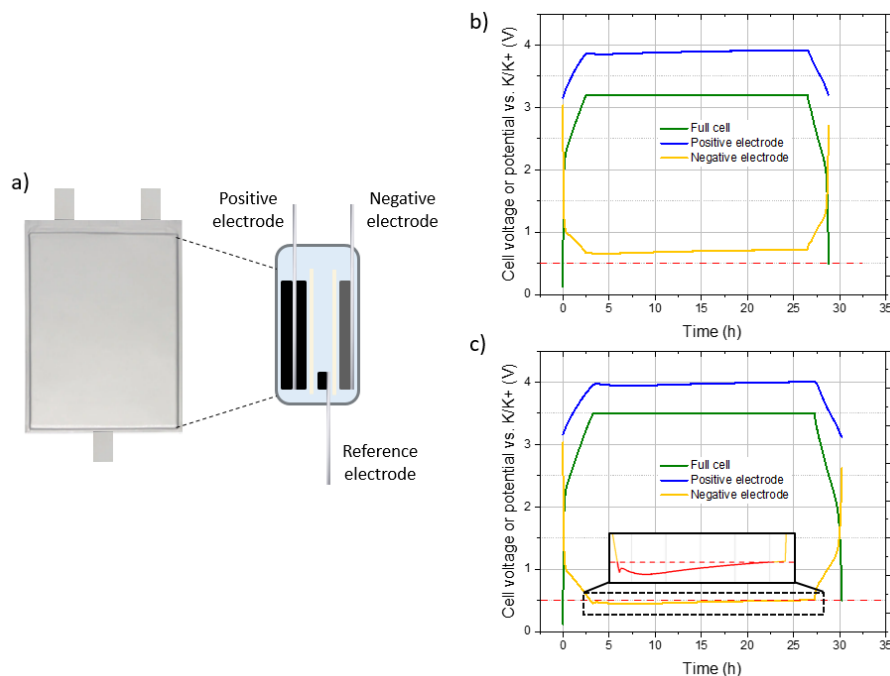 a)
Positive
electrode
Negative
electrode
Reference
electrode
b)
Cell voltage or potential vs. K/K+ (V)
4
3
2
1
0
Full cell
Positive electrode
Negative electrode
0
5
10
15
20
25
30
35
Time (h)
c)
Cell voltage or potential vs. K/K+ (V)
4
3
2
1
0
Full cell
Positive electrode
Negative electrode
0
5
10
15
20
25
30
35
Time (h)